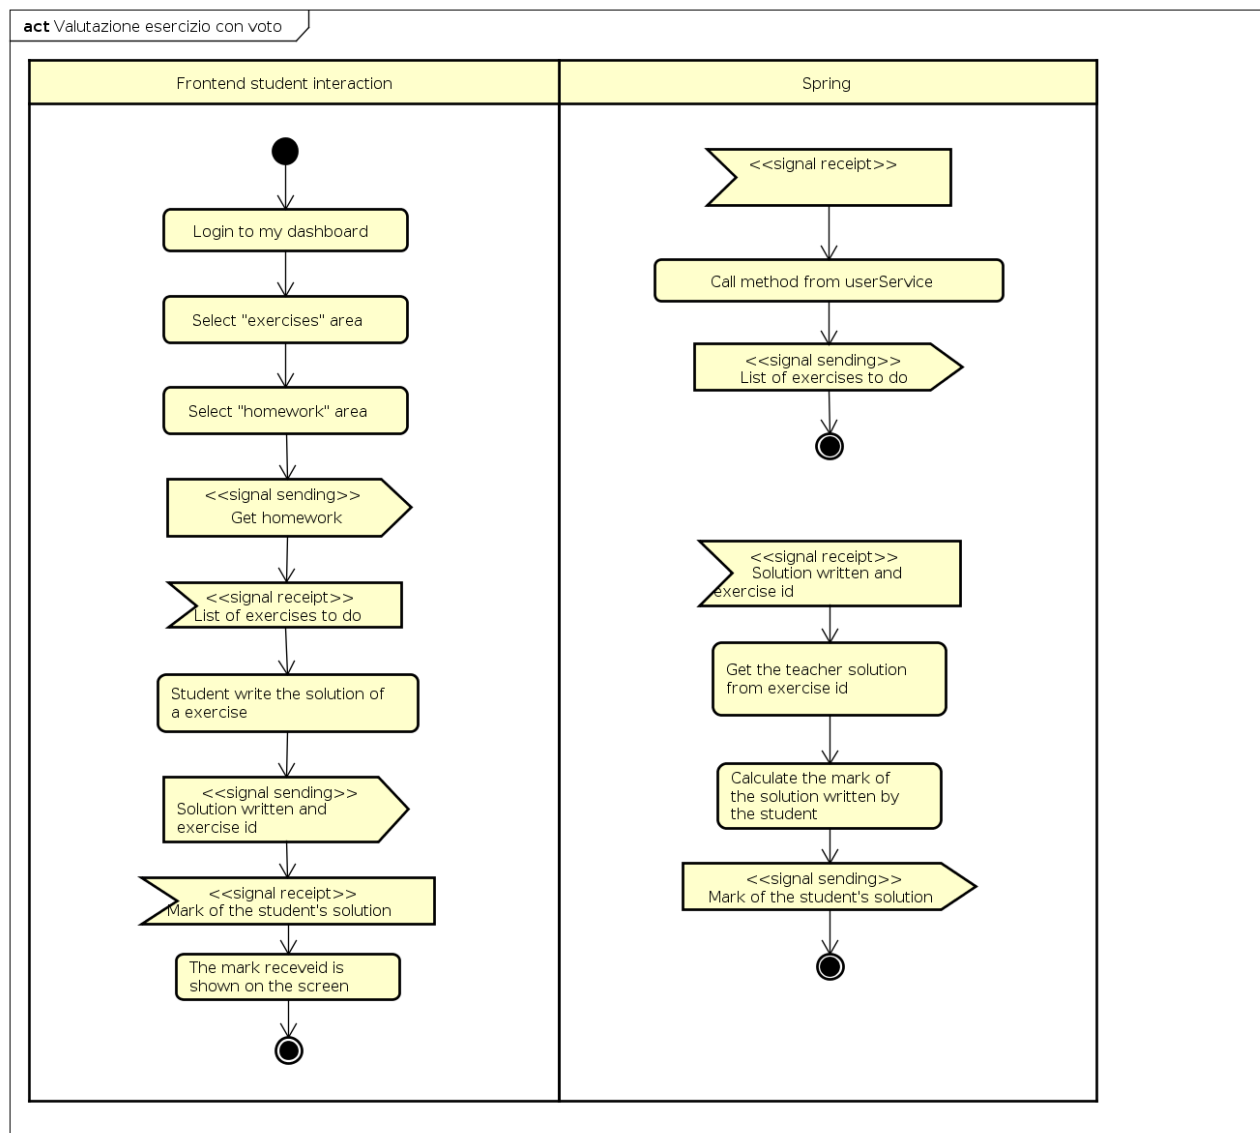 act Valutazione esercizio con voto
Frontend student interaction
Spring
Login to my dashboard
Select "exercises" area
Select "homework" area
<<signal sending>>
Get homework
<<signal receipt>>
List of exercises to do
Student write the solution of
a exercise
<<signal sending>>
Solution written and
exercise id
<<signal receipt>>
Mark of the student's solution
The mark receveid is
shown on the screen
<<signal receipt>>
Call method from userService
<<signal sending>>
List of exercises to do
<<signal receipt>>
Solution written and
exercise id
Get the teacher solution
from exercise id
Calculate the mark of
the solution written by
the student
<<signal sending>>
Mark of the student's solution